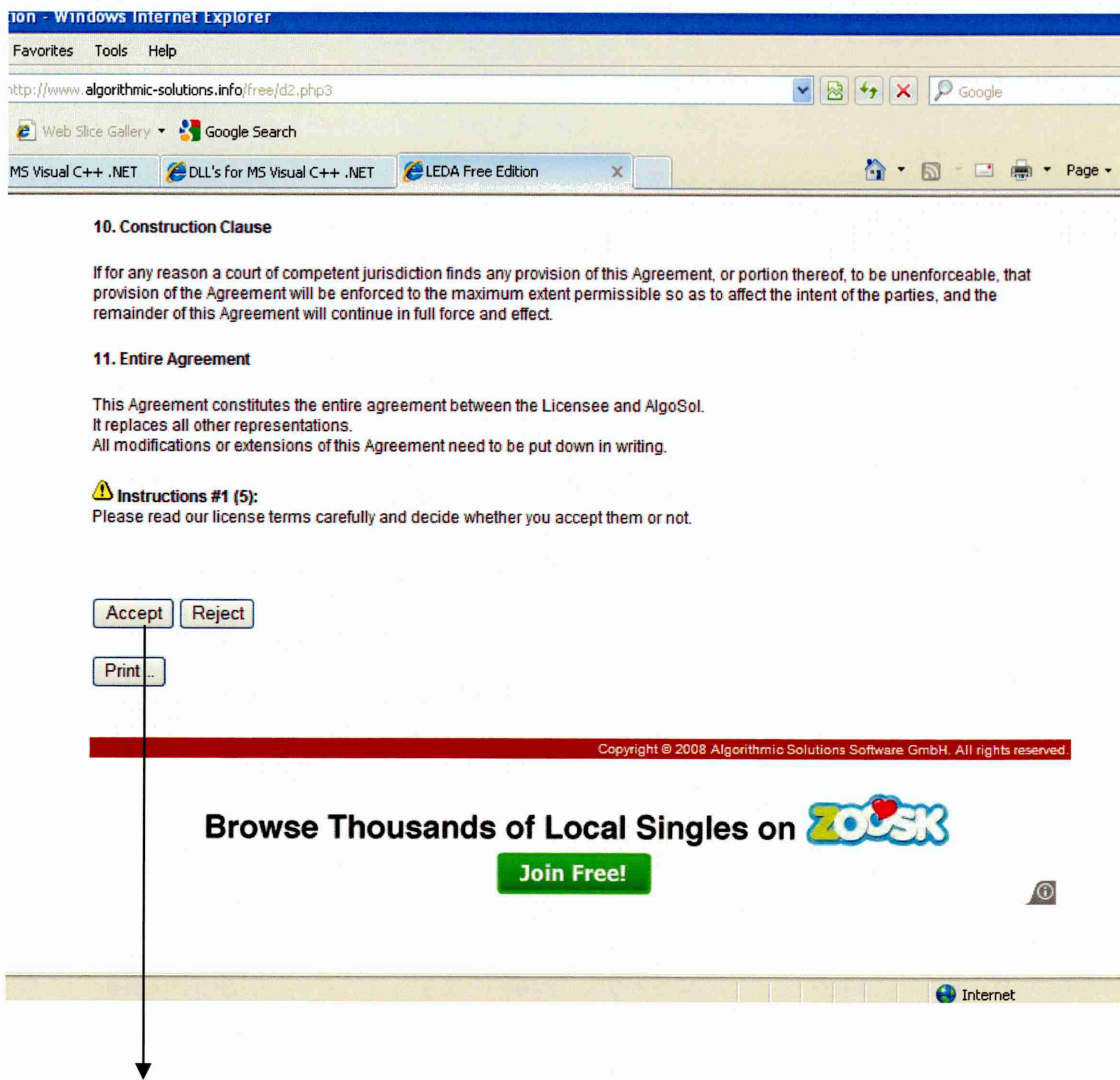 ion - Windows Internet Explorer
Favorites Tools Help
http://www.algorithmic-solutions.info/free/d2.php3 Google
Web Slice Gallery Google Search
MS Visual C++ .NET DLL's for MS Visual C++ .NET LEDA Free Edition X Page
10. Construction Clause
If for any reason a court of competent jurisdiction finds any provision of this Agreement, or portion thereof, to be unenforceable, that
provision of the Agreement will be enforced to the maximum extent permissible so as to affect the intent of the parties, and the
remainder of this Agreement will continue in full force and effect.
11. Entire Agreement
This Agreement constitutes the entire agreement between the Licensee and AlgoSol.
It replaces all other representations.
All modifications or extensions of this Agreement need to be put down in writing.
Instructions #1 (5):
Please read our license terms carefully and decide whether you accept them or not.
Accept Reject
Print...
Copyright © 2008 Algorithmic Solutions Software GmbH. All rights reserved.
Browse Thousands of Local Singles on ZOOSK
Join Free!
Internet